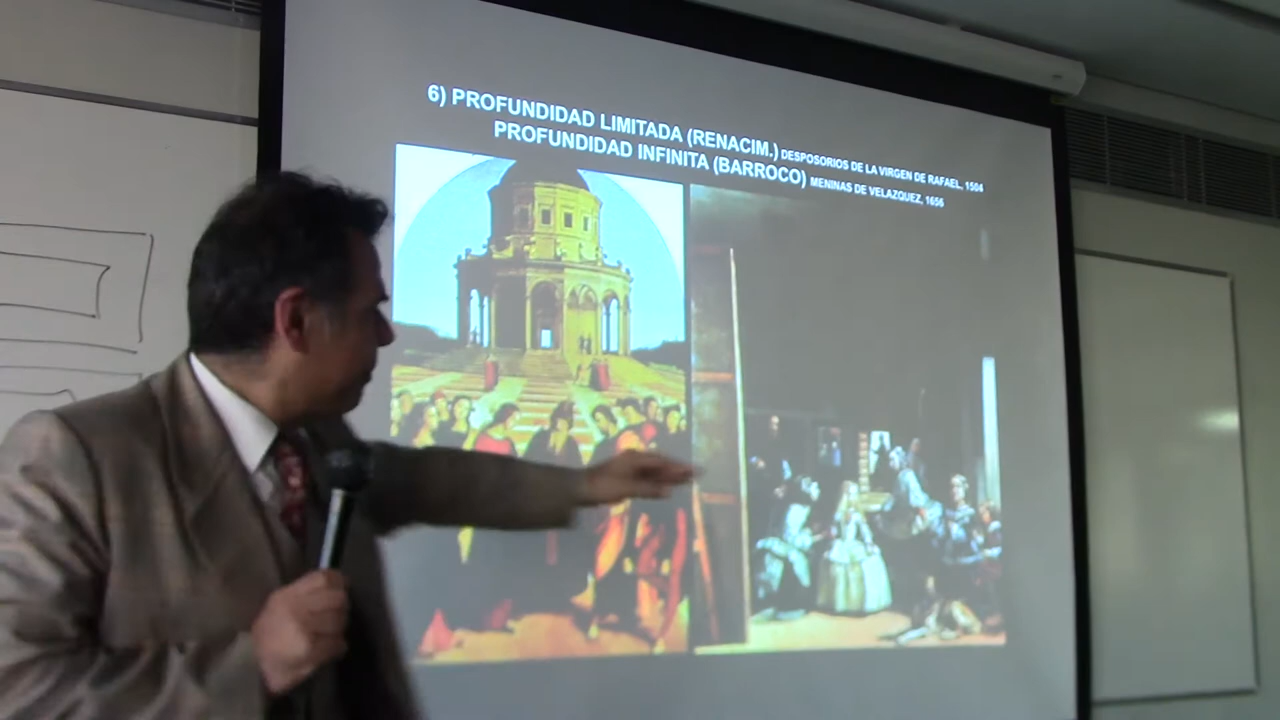 6) PROFUNDIDAD LIMITADA (RENACIM.) DESPOSORIOS DE LA VIRGEN DE RAFAEL, 1504
PROFUNDIDAD INFINITA (BARROCO) MENINAS DE VELAZQUEZ, 1656